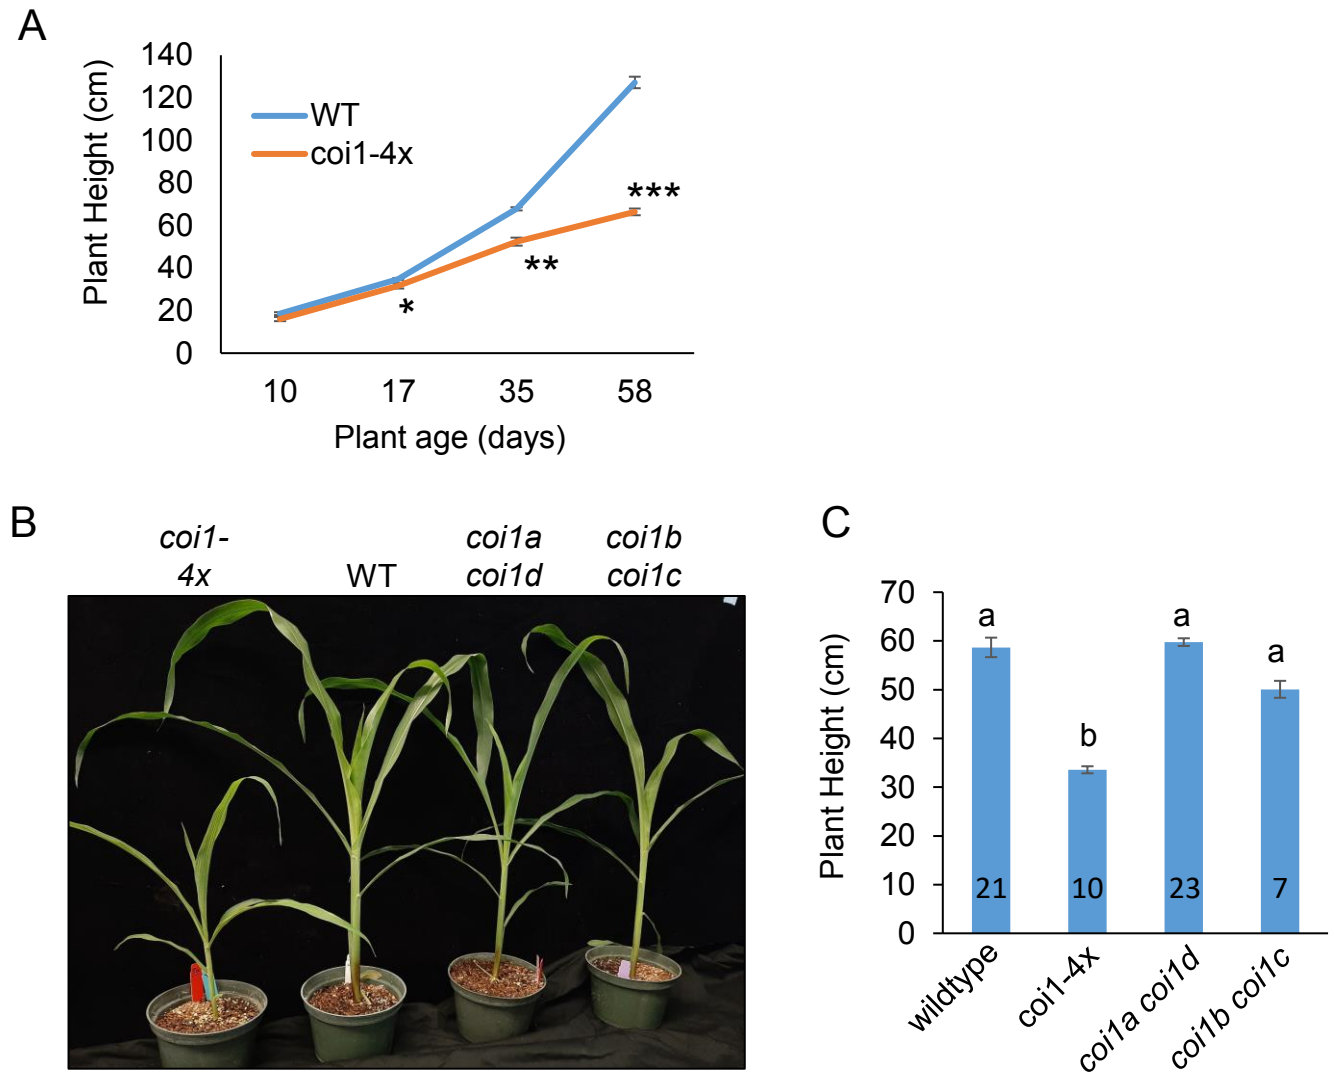 A
Plant Height (cm)
140
120
100
80
60
40
20
0
WT
coi1-4x
*
**
***
10 17 35 58
Plant age (days)
B
coi1-
4x
WT
coi1a
coi1d
coi1b
coi1c
C
Plant Height (cm)
70
60
50
40
30
20
10
0
a b a a
21 10 23 7
wildtype
coi1-4x
coi1a coi1d
coi1b coi1c